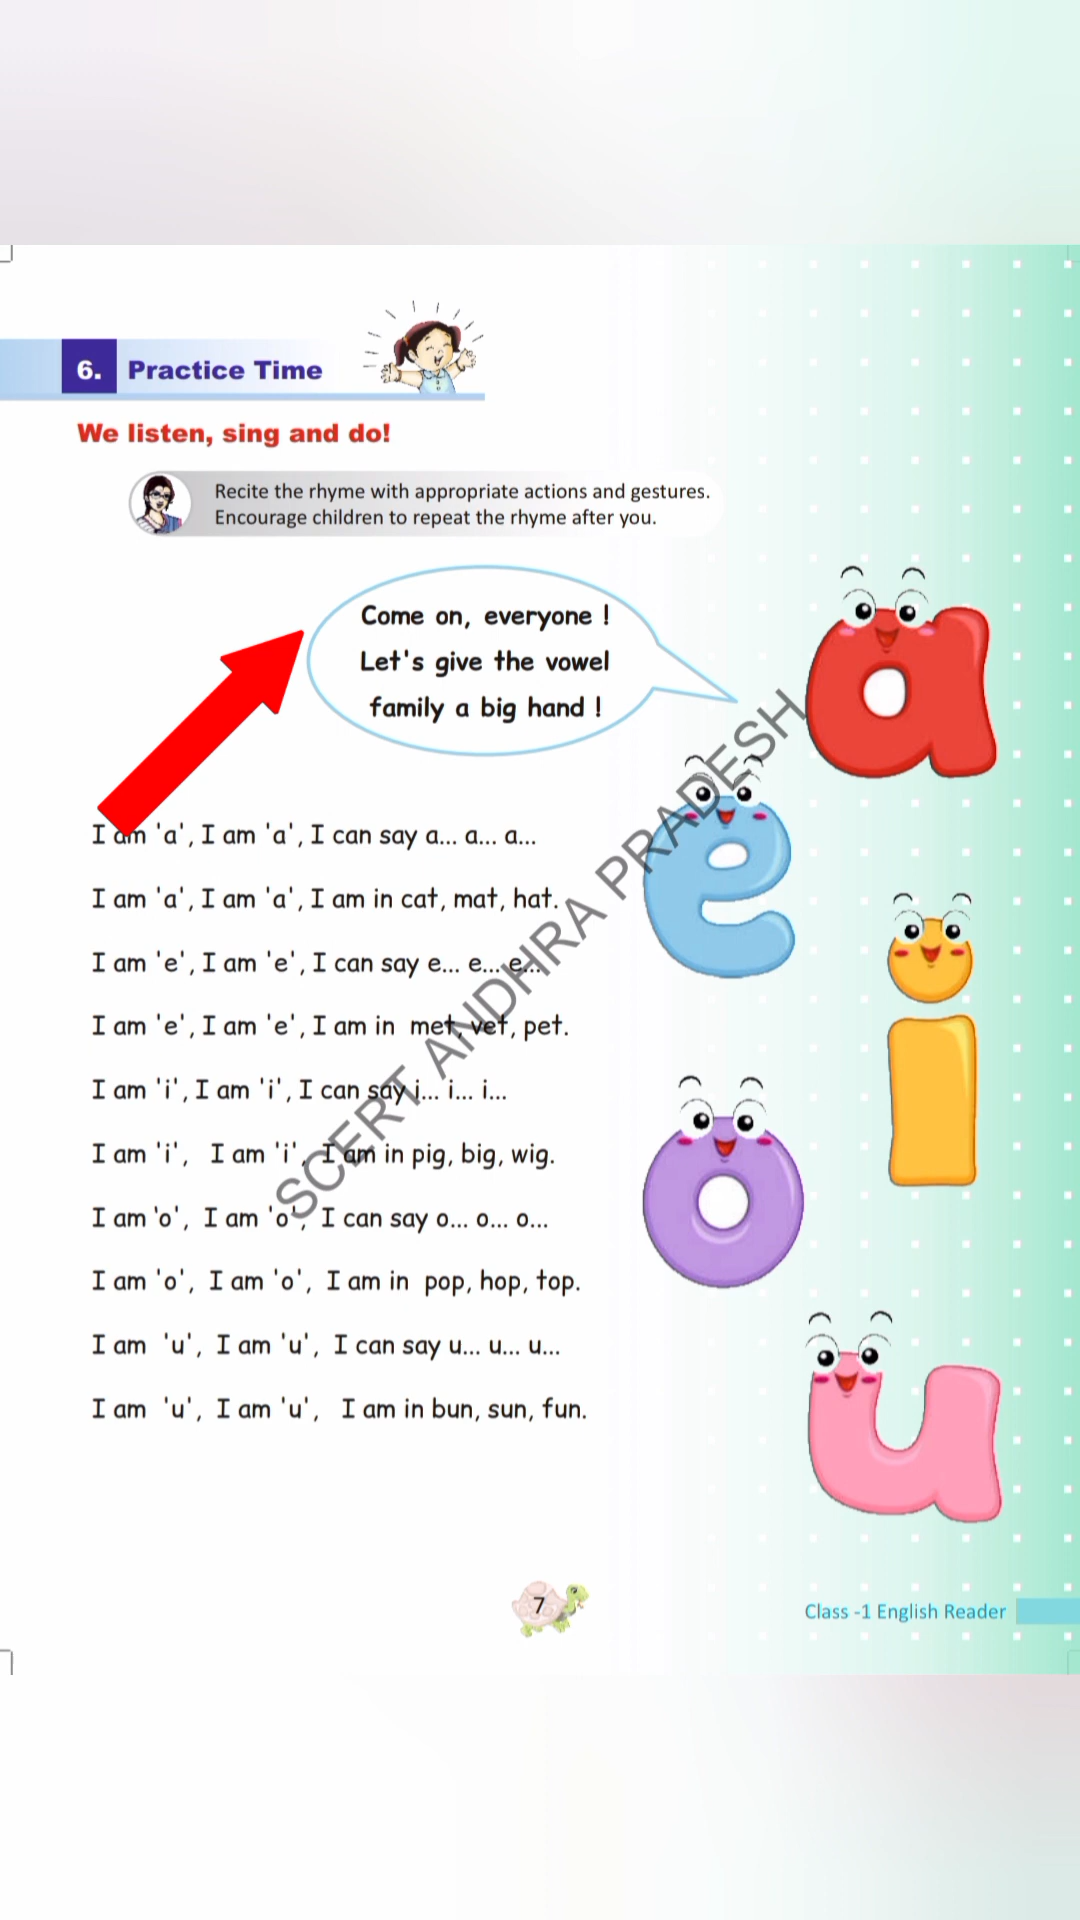 6. Practice Time
We listen, sing and do!
Recite the rhyme with appropriate actions and gestures.
Encourage children to repeat the rhyme after you.
Come on, everyone !
Let's give the vowel
family a big hand !
a
e
i
o
u
I am 'a', I am 'a', I can say a... a... a...
I am 'a', I am 'a', I am in cat, mat, hat.
I am 'e', I am 'e', I can say e... e... e...
I am 'e', I am 'e', I am in met, vet, pet.
I am 'i', I am 'i', I can say i... i... i...
I am 'i', I am 'i', I am in pig, big, wig.
I am 'o', I am 'o', I can say o... o... o...
I am 'o', I am 'o', I am in pop, hop, top.
I am 'u', I am 'u', I can say u... u... u...
I am 'u', I am 'u', I am in bun, sun, fun.
SCERT ANDHRA PRADESH
7
Class -1 English Reader